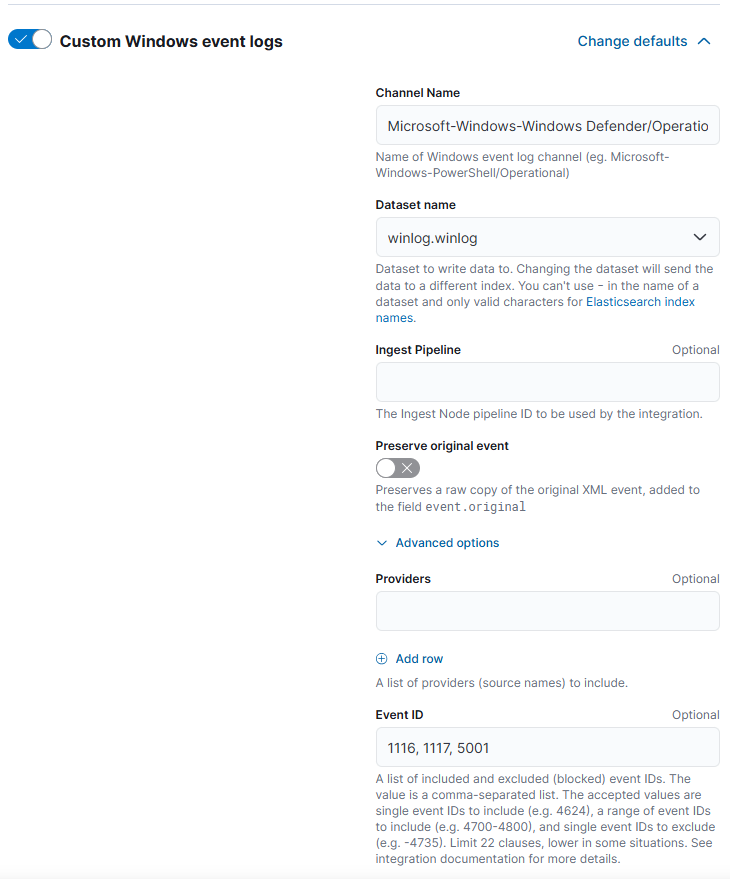 Custom Windows event logs
Change defaults
Channel Name
Microsoft-Windows-Windows Defender/Operatio
Name of Windows event log channel (eg. Microsoft-
Windows-PowerShell/Operational)
Dataset name
winlog.winlog
Dataset to write data to. Changing the dataset will send the
data to a different index. You can't use - in the name of a
dataset and only valid characters for Elasticsearch index
names.
Ingest Pipeline Optional
The Ingest Node pipeline ID to be used by the integration.
Preserve original event
Preserves a raw copy of the original XML event, added to
the field event.original
Advanced options
Providers Optional
Add row
A list of providers (source names) to include.
Event ID Optional
1116, 1117, 5001
A list of included and excluded (blocked) event IDs. The
value is a comma-separated list. The accepted values are
single event IDs to include (e.g. 4624), a range of event IDs
to include (e.g. 4700-4800), and single event IDs to exclude
(e.g. -4735). Limit 22 clauses, lower in some situations. See
integration documentation for more details.